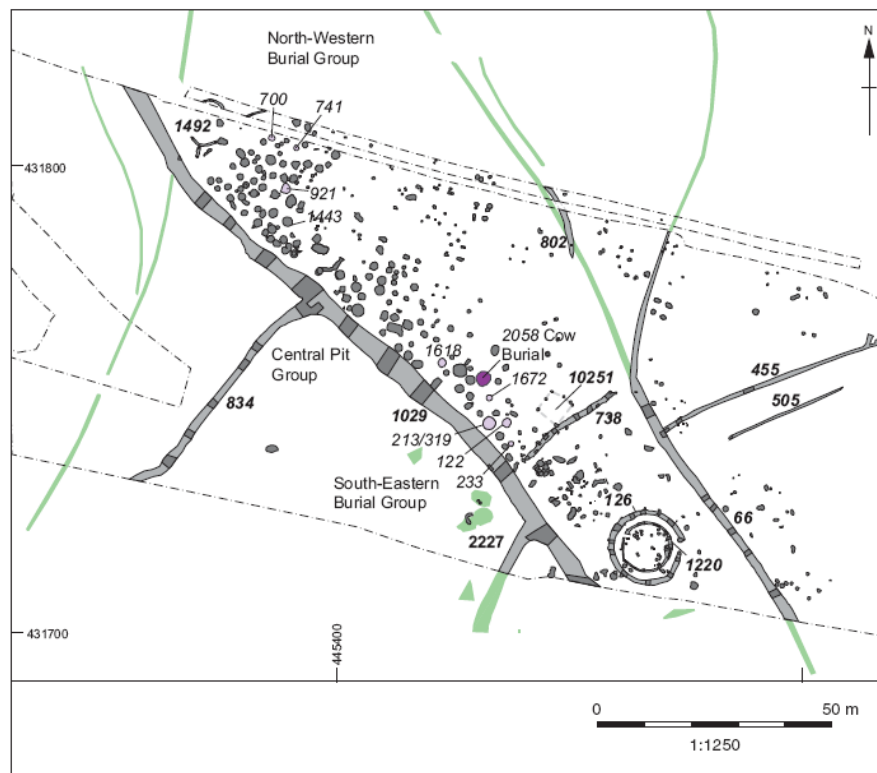 North-Western
Burial Group
N
700
741
1492
431800
921
1443
802
2058 Cow
Burial
1618
Central Pit
Group
1672
10251
455
834
1029
738
505
213/319
122
South-Eastern
Burial Group
233
126
66
2227
1220
431700
445400
0
50 m
1:1250